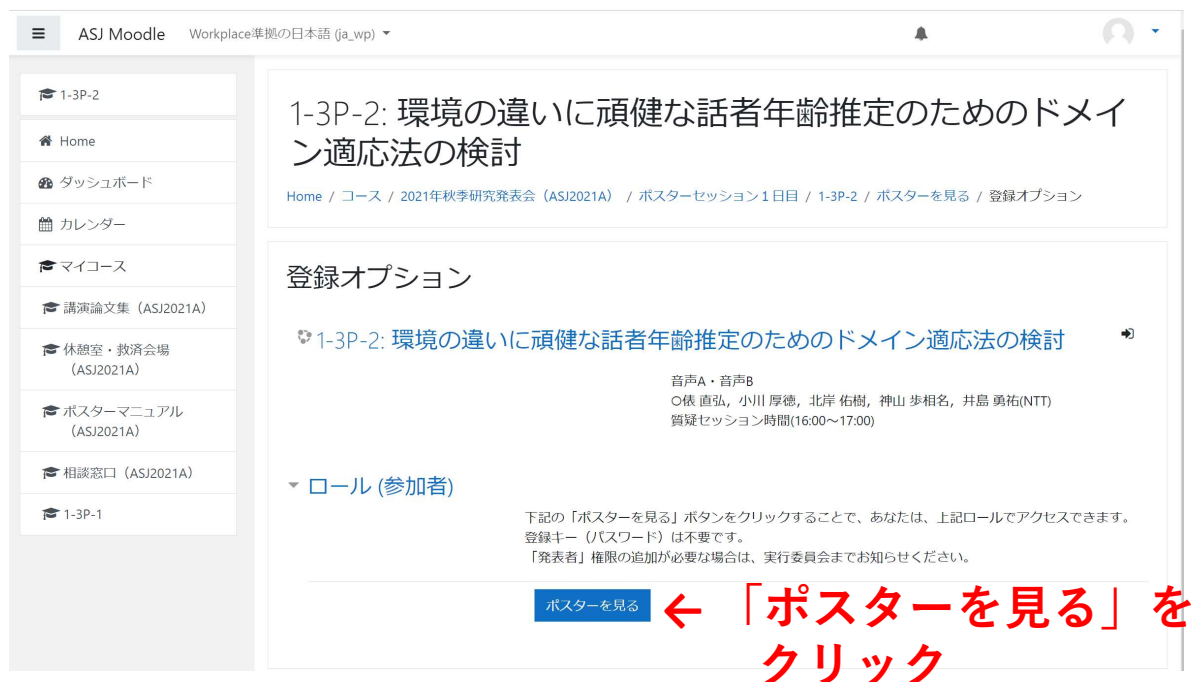 ASJ Moodle Workplace準拠の日本語 (ja_wp)
1-3P-2
Home
ダッシュボード
カレンダー
マイコース
講演論文集（ASJ2021A）
休憩室・救済会場
（ASJ2021A）
ポスターマニュアル
（ASJ2021A）
相談窓口（ASJ2021A）
1-3P-1
1-3P-2: 環境の違いに頑健な話者年齢推定のためのドメイ
ン適応法の検討
Home / コース / 2021年秋季研究発表会（ASJ2021A） / ポスターセッション１日目 / 1-3P-2 / ポスターを見る / 登録オプション
登録オプション
1-3P-2: 環境の違いに頑健な話者年齢推定のためのドメイン適応法の検討
音声A・音声B
○俵 直弘，小川 厚徳，北岸 佑樹，神山 歩相名，井島 勇祐(NTT)
質疑セッション時間(16:00～17:00)
ロール (参加者)
下記の「ポスターを見る」ボタンをクリックすることで、あなたは、上記ロールでアクセスできます。
登録キー（パスワード）は不要です。
「発表者」権限の追加が必要な場合は、実行委員会までお知らせください。
ポスターを見る
←「ポスターを見る」を
クリック